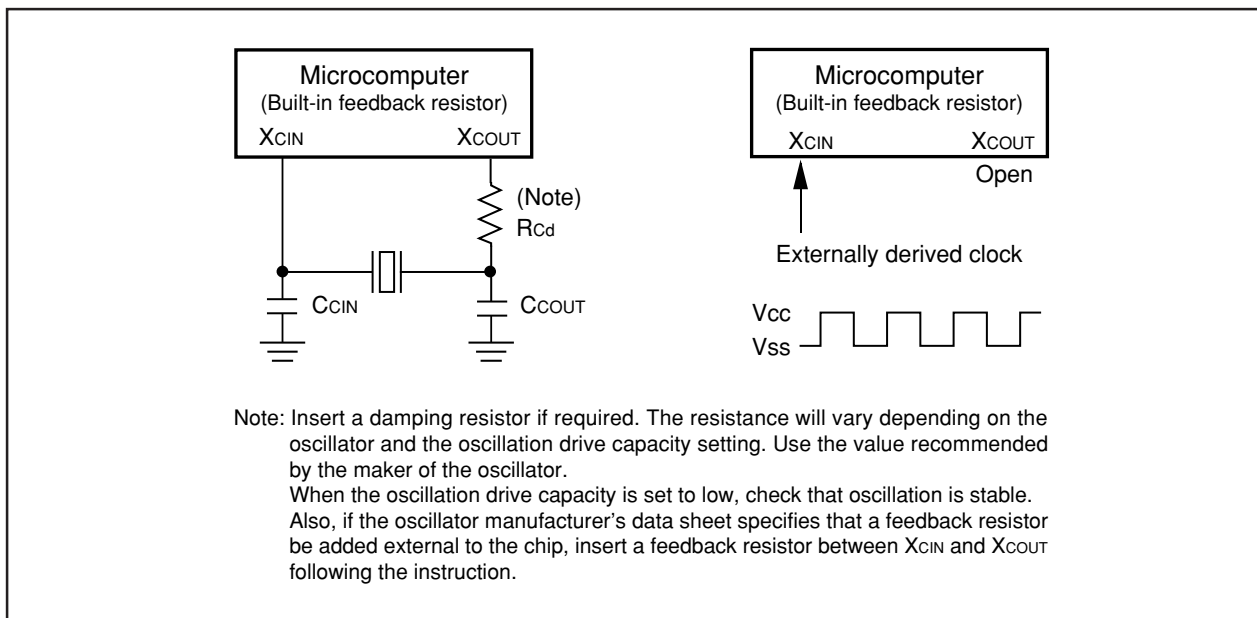 Microcomputer
(Built-in feedback resistor)
XCIN XCOUT
(Note)
RCd
CCIN CCOUT
Microcomputer
(Built-in feedback resistor)
XCIN XCOUT
Open
Externally derived clock
Vcc
Vss
Note: Insert a damping resistor if required. The resistance will vary depending on the
oscillator and the oscillation drive capacity setting. Use the value recommended
by the maker of the oscillator.
When the oscillation drive capacity is set to low, check that oscillation is stable.
Also, if the oscillator manufacturer's data sheet specifies that a feedback resistor
be added external to the chip, insert a feedback resistor between XCIN and XCOUT
following the instruction.